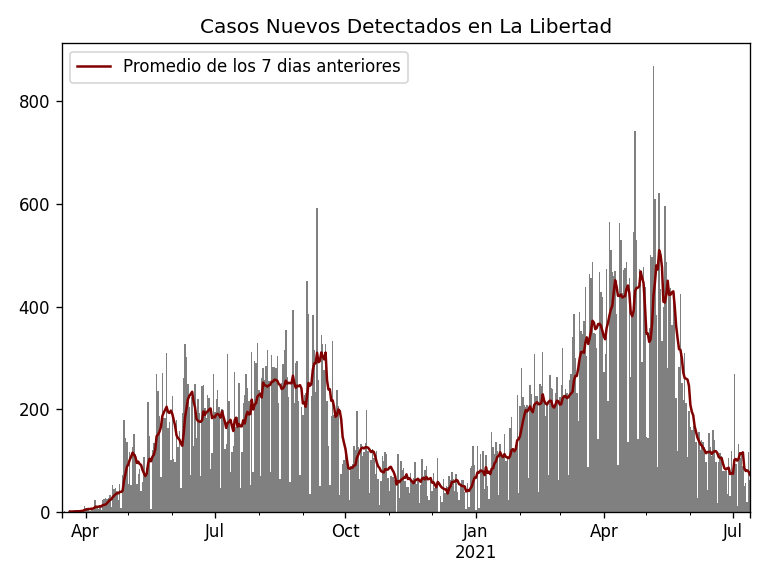 Casos Nuevos Detectados en La Libertad
Promedio de los 7 dias anteriores
800
600
400
200
0
Apr Jul Oct Jan Apr Jul
2021